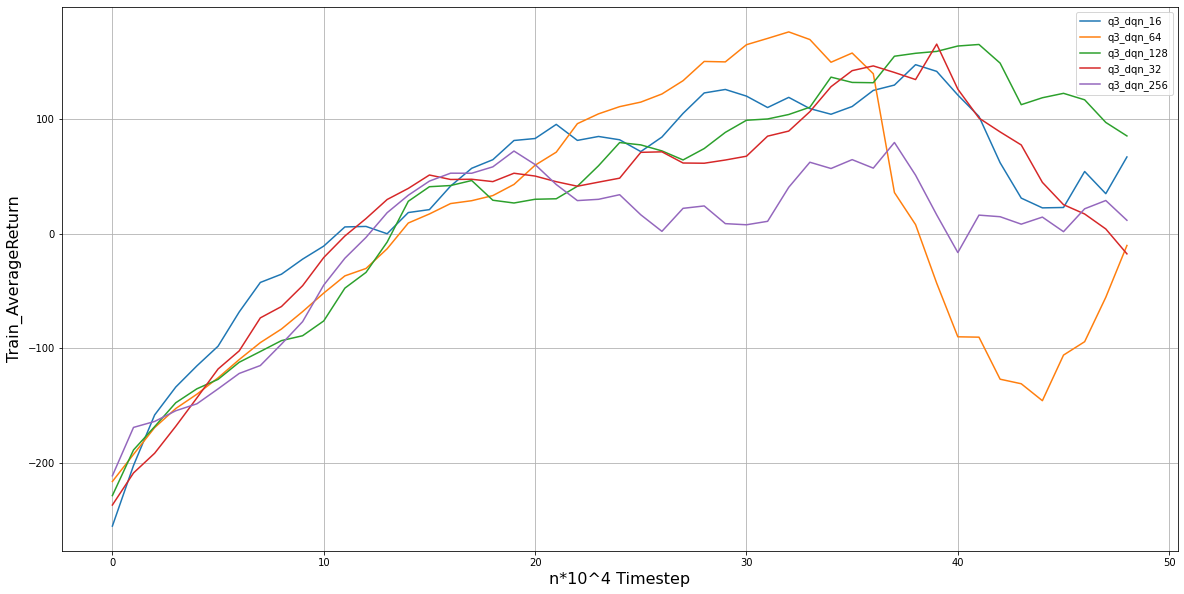 q3_dqn_16
q3_dqn_64
q3_dqn_128
q3_dqn_32
q3_dqn_256
Train_AverageReturn
100
0
−100
−200
0 10 20 30 40 50
n*10^4 Timestep